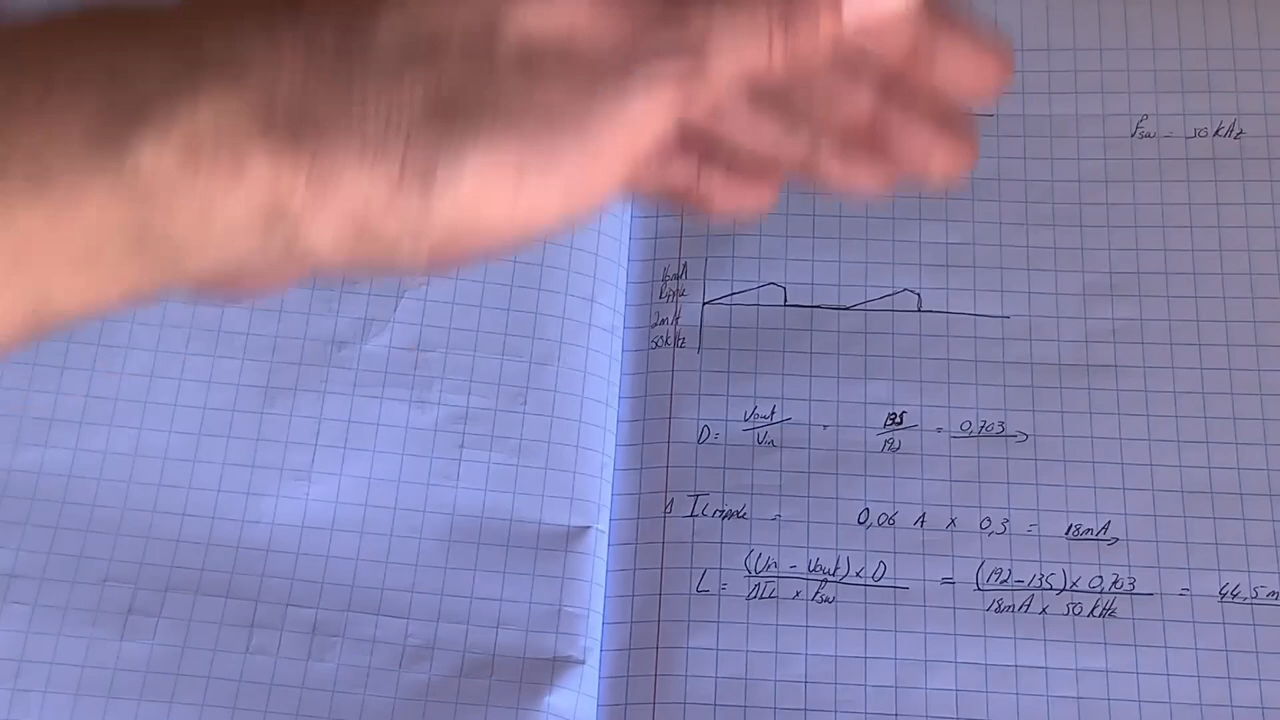 fsw = 50 kHz
16mA
Ripple
2mH
50kHz
D = Vout / Vin = 135 / 192 = 0,703
Δ ILripple = 0,06 A × 0,3 = 18mA
L = (Vin - Vout) × D / ΔIL × fsw = (192-135) × 0,703 / 18mA × 50 kHz = 44,5m